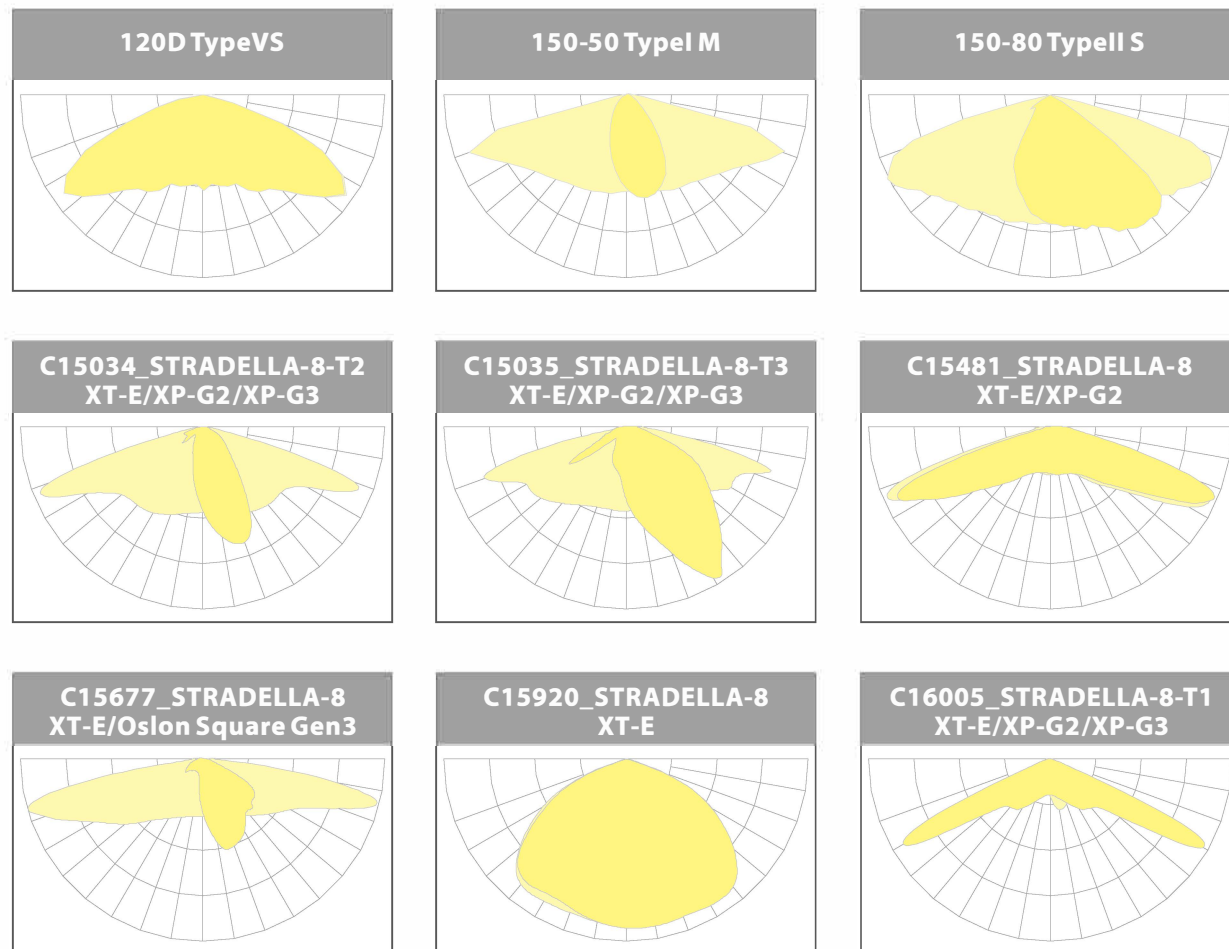 120D TypeVS
150-50 TypeI M
150-80 TypeII S
C15034_STRADELLA-8-T2
XT-E/XP-G2/XP-G3
C15035_STRADELLA-8-T3
XT-E/XP-G2/XP-G3
C15481_STRADELLA-8
XT-E/XP-G2
C15677_STRADELLA-8
XT-E/Oslon Square Gen3
C15920_STRADELLA-8
XT-E
C16005_STRADELLA-8-T1
XT-E/XP-G2/XP-G3